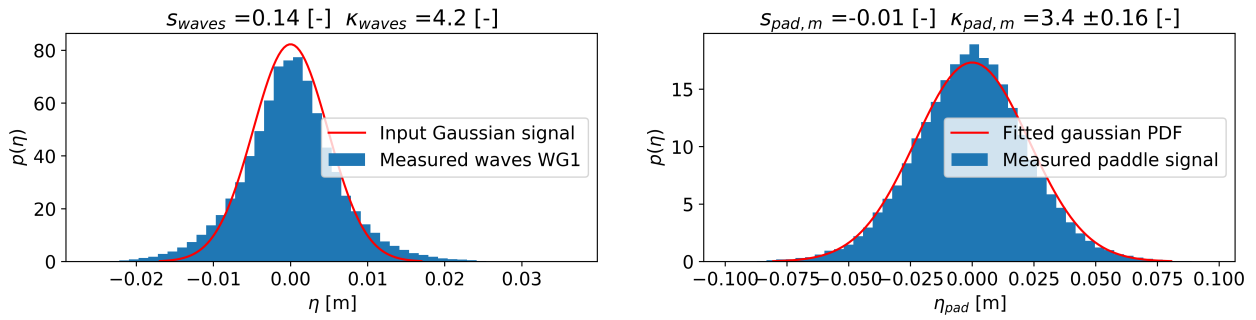 s_waves =0.14 [-]  κ_waves =4.2 [-]
80
60
40
20
0
p(η)
Input Gaussian signal
Measured waves WG1
−0.02 −0.01 0.00 0.01 0.02 0.03
η [m]
s_pad, m =-0.01 [-]  κ_pad, m =3.4 ±0.16 [-]
15
10
5
0
p(η)
Fitted gaussian PDF
Measured paddle signal
−0.100 −0.075 −0.050 −0.025 0.000 0.025 0.050 0.075 0.100
η_pad [m]